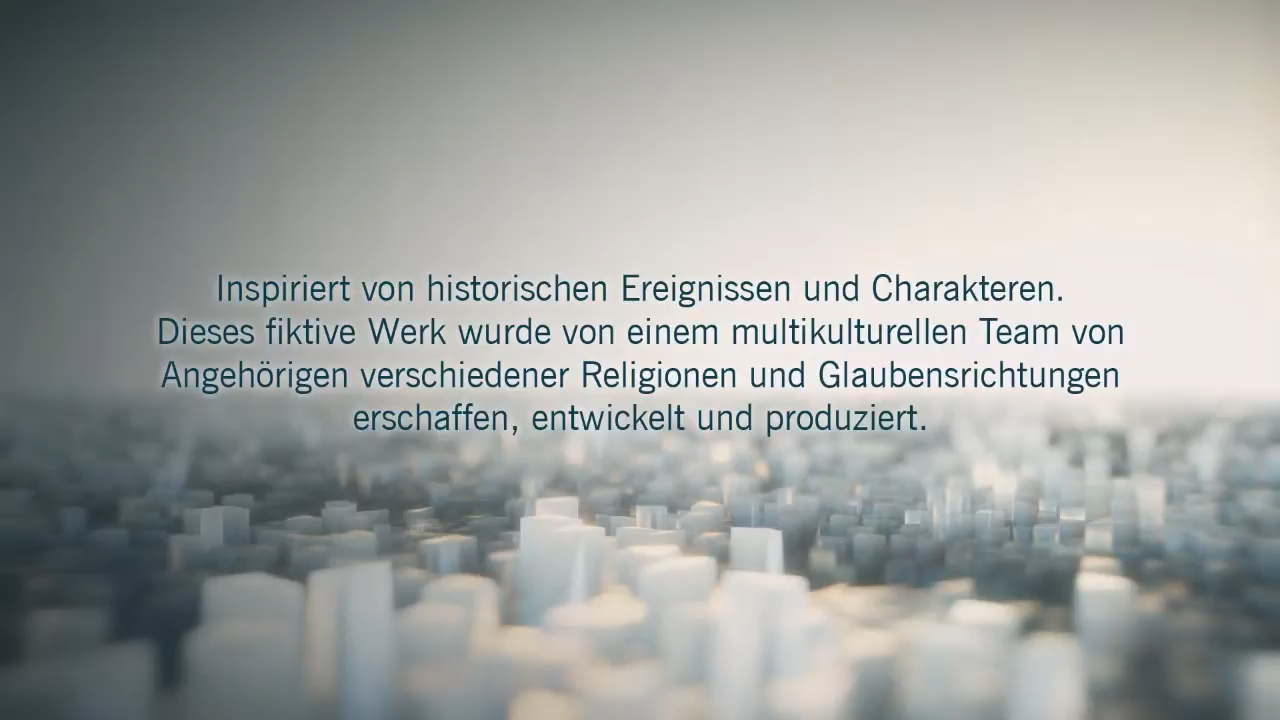 Inspiriert von historischen Ereignissen und Charakteren.
Dieses fiktive Werk wurde von einem multikulturellen Team von
Angehörigen verschiedener Religionen und Glaubensrichtungen
erschaffen, entwickelt und produziert.